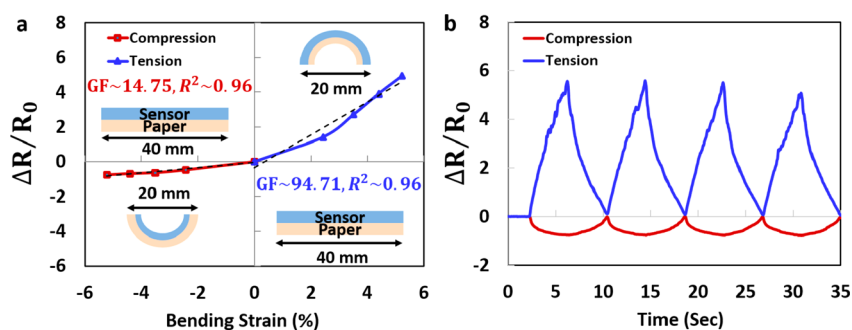 a
8
6
4
2
0
-2
-4
-6
ΔR/R0
Compression
Tension
GF~14.75, R²~0.96
Sensor
Paper
40 mm
20 mm
20 mm
GF~94.71, R²~0.96
Sensor
Paper
40 mm
-6 -4 -2 0 2 4 6
Bending Strain (%)
b
8
6
4
2
0
-2
ΔR/R0
Compression
Tension
0 5 10 15 20 25 30 35
Time (Sec)